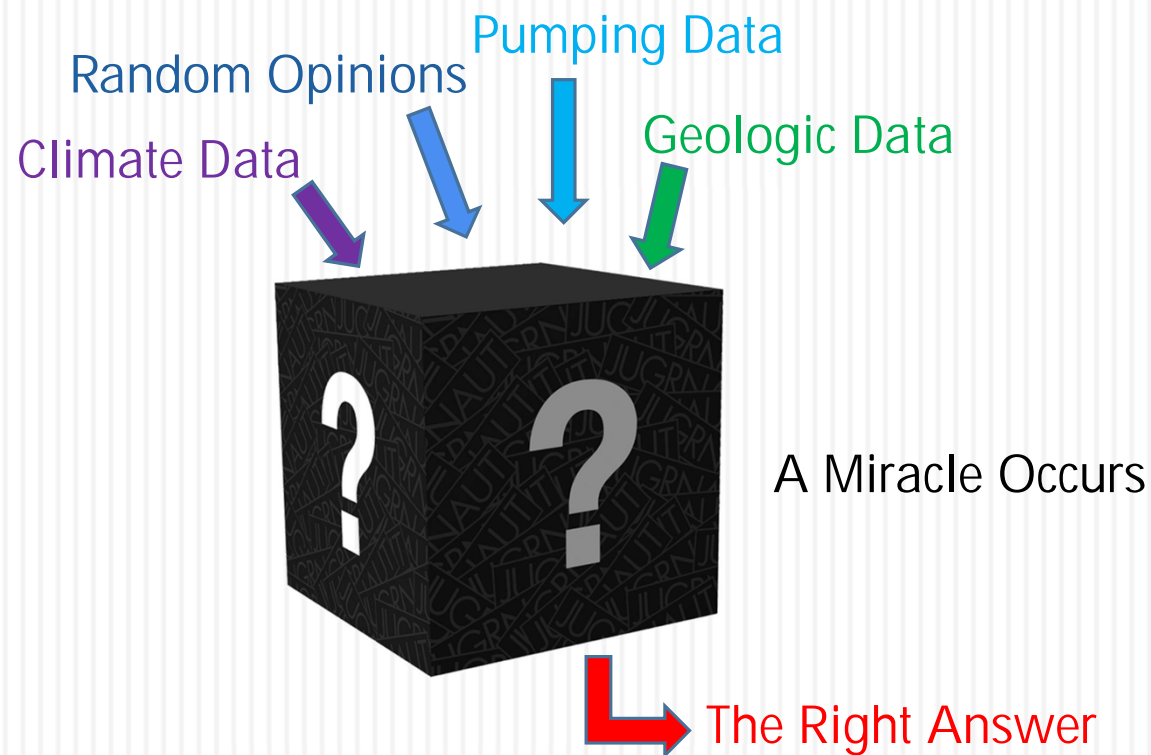 Pumping Data
Random Opinions
Geologic Data
Climate Data
?
?
A Miracle Occurs
The Right Answer